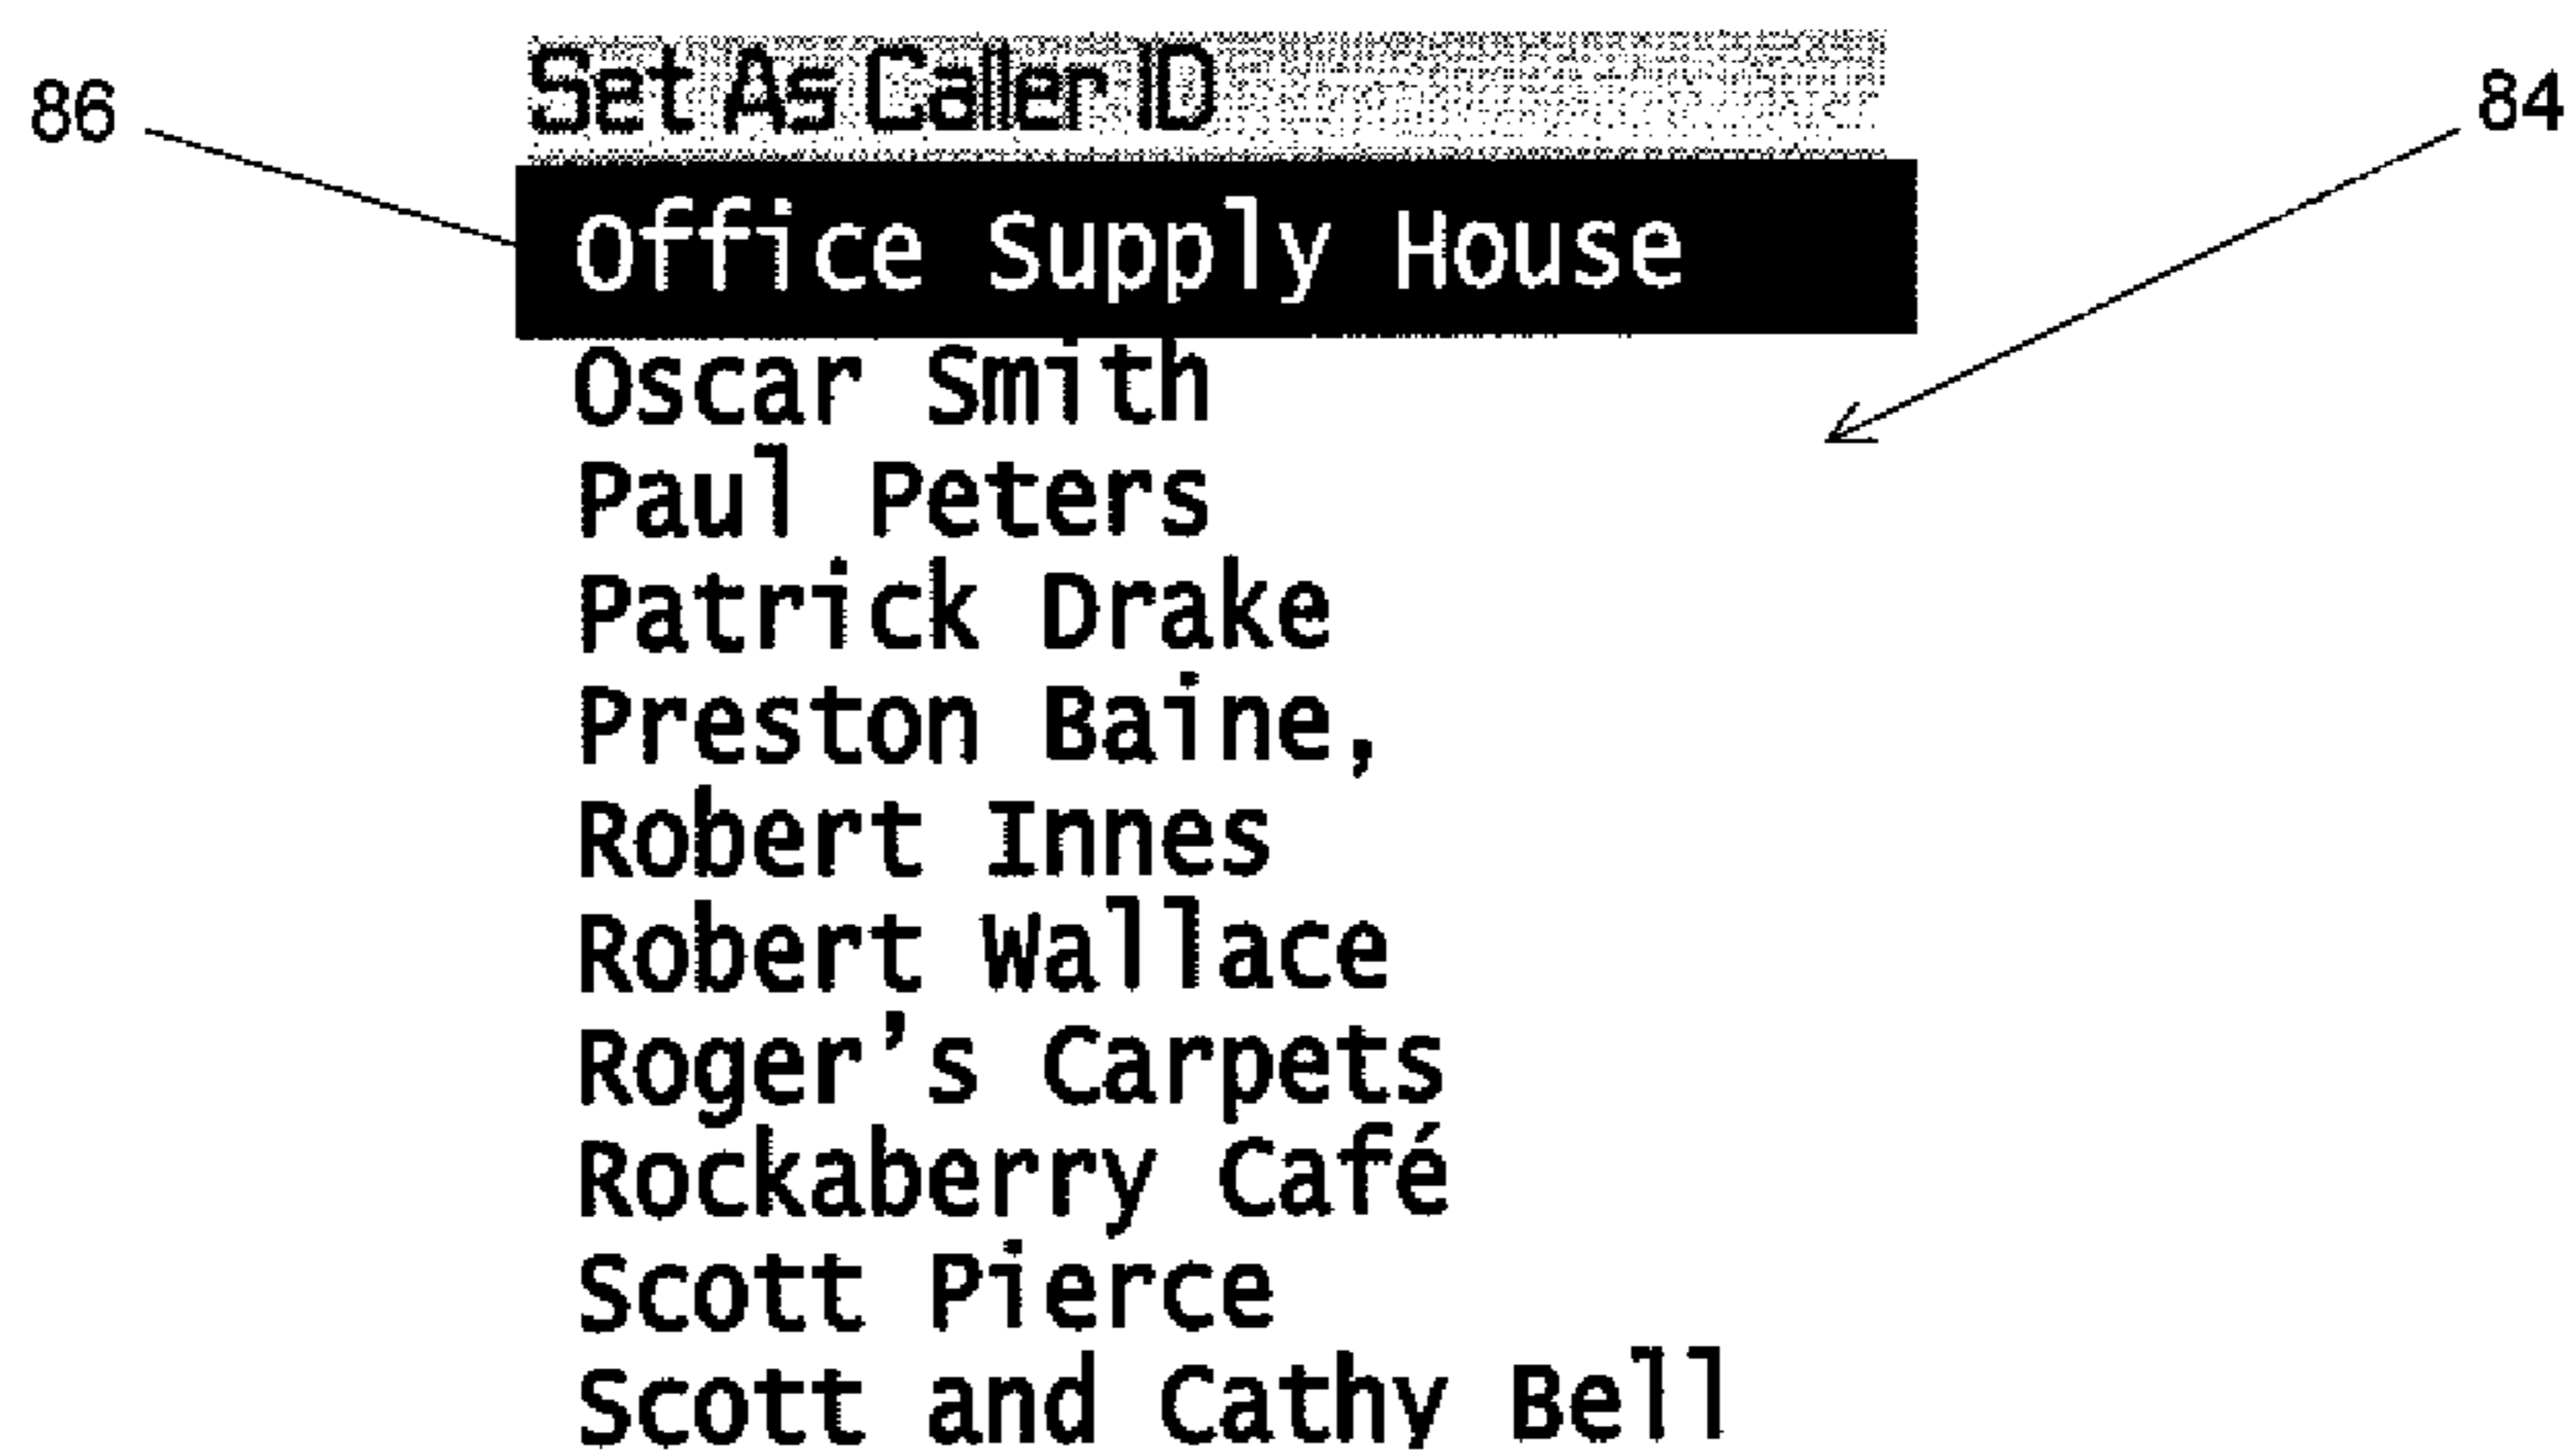 Set As Caller ID
86
84
Office Supply House
Oscar Smith
Paul Peters
Patrick Drake
Preston Baine,
Robert Innes
Robert Wallace
Roger’s Carpets
Rockaberry Café
Scott Pierce
Scott and Cathy Bell